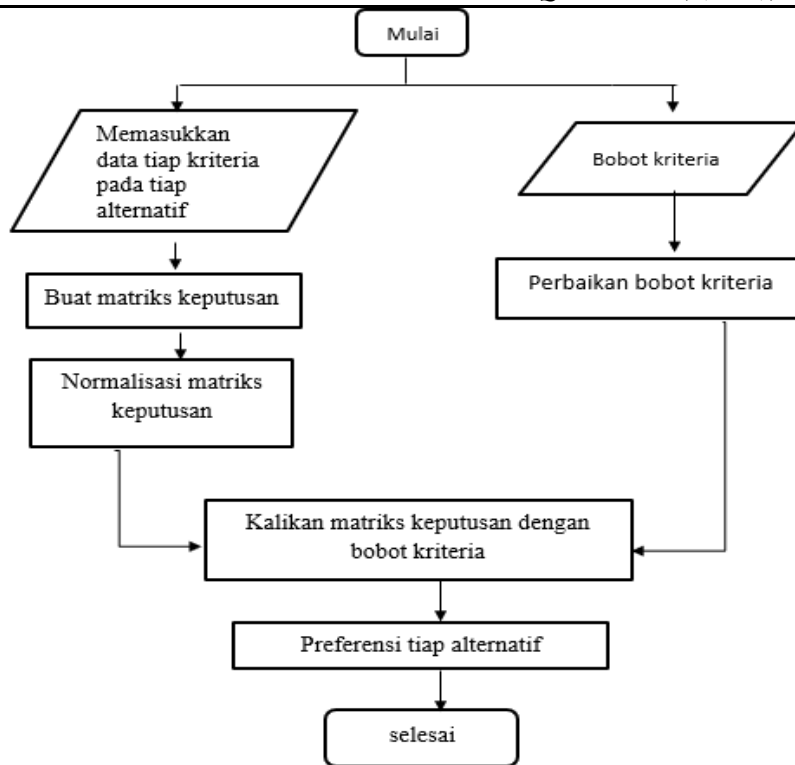 Mulai
Memasukkan
data tiap kriteria
pada tiap
alternatif
Bobot kriteria
Buat matriks keputusan
Perbaikan bobot kriteria
Normalisasi matriks
keputusan
Kalikan matriks keputusan dengan
bobot kriteria
Preferensi tiap alternatif
selesai